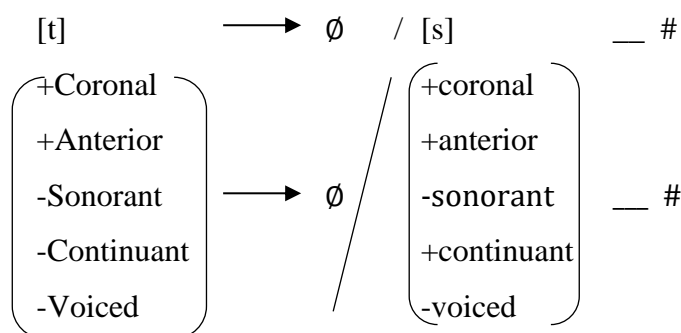 [t] → ∅ / [s] __ #
+Coronal +coronal
+Anterior +anterior
-Sonorant → ∅ / -sonorant __ #
-Continuant +continuant
-Voiced -voiced